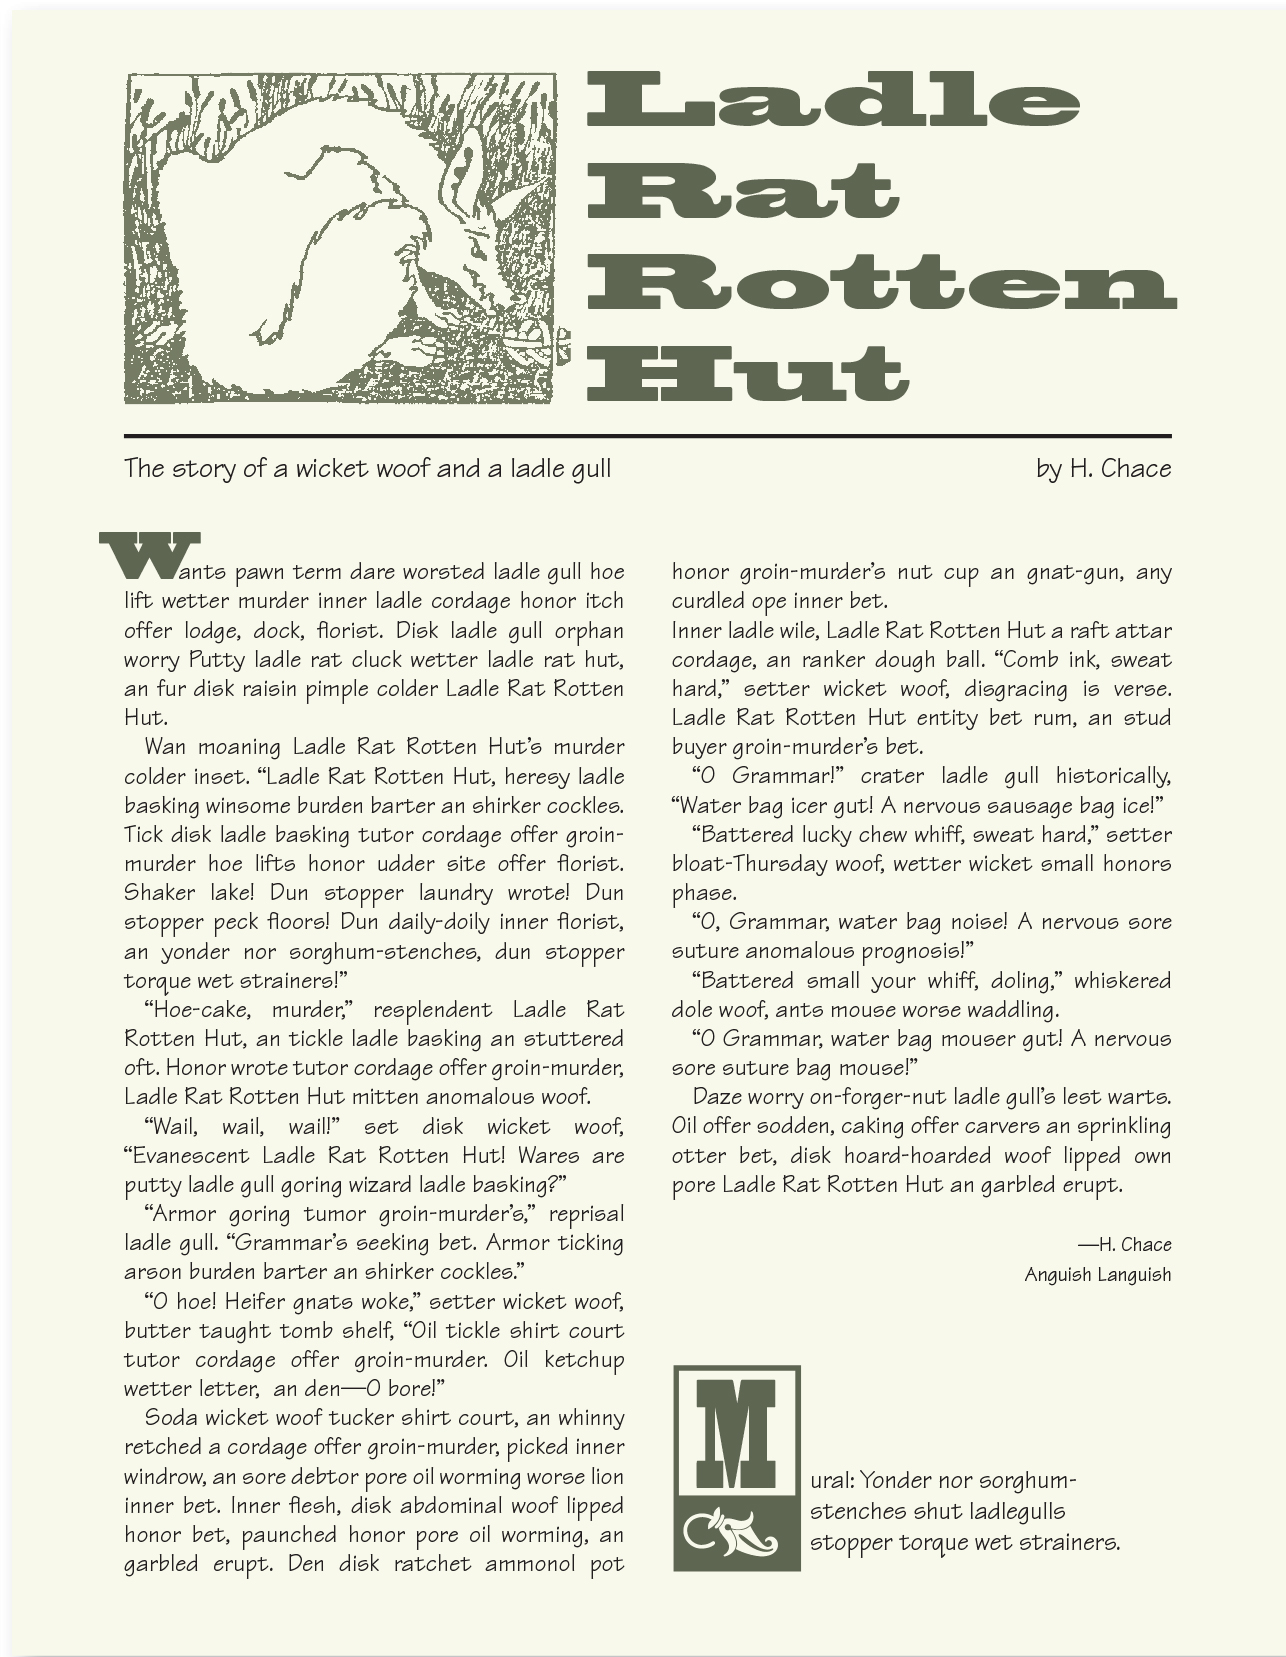 Ladle
Rat
Rotten
Hut
The story of a wicket woof and a ladle gull
by H. Chace
Wants pawn term dare worsted ladle gull hoe
lift wetter murder inner ladle cordage honor itch
offer lodge, dock, florist. Disk ladle gull orphan
worry Putty ladle rat cluck wetter ladle rat hut,
an fur disk raisin pimple colder Ladle Rat Rotten
Hut.
Wan moaning Ladle Rat Rotten Hut’s murder
colder inset. “Ladle Rat Rotten Hut, heresy ladle
basking winsome burden barter an shirker cockles.
Tick disk ladle basking tutor cordage offer groin-
murder hoe lifts honor udder site offer florist.
Shaker lake! Dun stopper laundry wrote! Dun
stopper peck floors! Dun daily-doily inner florist,
an yonder nor sorghum-stenches, dun stopper
torque wet strainers!”
“Hoe-cake, murder,” resplendent Ladle Rat
Rotten Hut, an tickle ladle basking an stuttered
oft. Honor wrote tutor cordage offer groin-murder,
Ladle Rat Rotten Hut mitten anomalous woof.
“Wail, wail, wail!” set disk wicket woof,
“Evanescent Ladle Rat Rotten Hut! Wares are
putty ladle gull goring wizard ladle basking?”
“Armor goring tumor groin-murder’s,” reprisal
ladle gull. “Grammar’s seeking bet. Armor ticking
arson burden barter an shirker cockles.”
“O hoe! Heifer gnats woke,” setter wicket woof,
butter taught tomb shelf, “Oil tickle shirt court
tutor cordage offer groin-murder. Oil ketchup
wetter letter, an den—O bore!”
Soda wicket woof tucker shirt court, an whinny
retched a cordage offer groin-murder, picked inner
windrow, an sore debtor pore oil worming worse lion
inner bet. Inner flesh, disk abdominal woof lipped
honor bet, paunched honor pore oil worming, an
garbled erupt. Den disk ratchet ammonol pot
honor groin-murder’s nut cup an gnat-gun, any
curdled ope inner bet.
Inner ladle wile, Ladle Rat Rotten Hut a raft attar
cordage, an ranker dough ball. “Comb ink, sweat
hard,” setter wicket woof, disgracing is verse.
Ladle Rat Rotten Hut entity bet rum, an stud
buyer groin-murder’s bet.
“O Grammar!” crater ladle gull historically,
“Water bag icer gut! A nervous sausage bag ice!”
“Battered lucky chew whiff, sweat hard,” setter
bloat-Thursday woof, wetter wicket small honors
phase.
“O, Grammar, water bag noise! A nervous sore
suture anomalous prognosis!”
“Battered small your whiff, doling,” whiskered
dole woof, ants mouse worse waddling.
“O Grammar, water bag mouser gut! A nervous
sore suture bag mouse!”
Daze worry on-forger-nut ladle gull’s lest warts.
Oil offer sodden, caking offer carvers an sprinkling
otter bet, disk hoard-hoarded woof lipped own
pore Ladle Rat Rotten Hut an garbled erupt.
—H. Chace
Anguish Languish
Mural: Yonder nor sorghum-
stenches shut ladlegulls
stopper torque wet strainers.